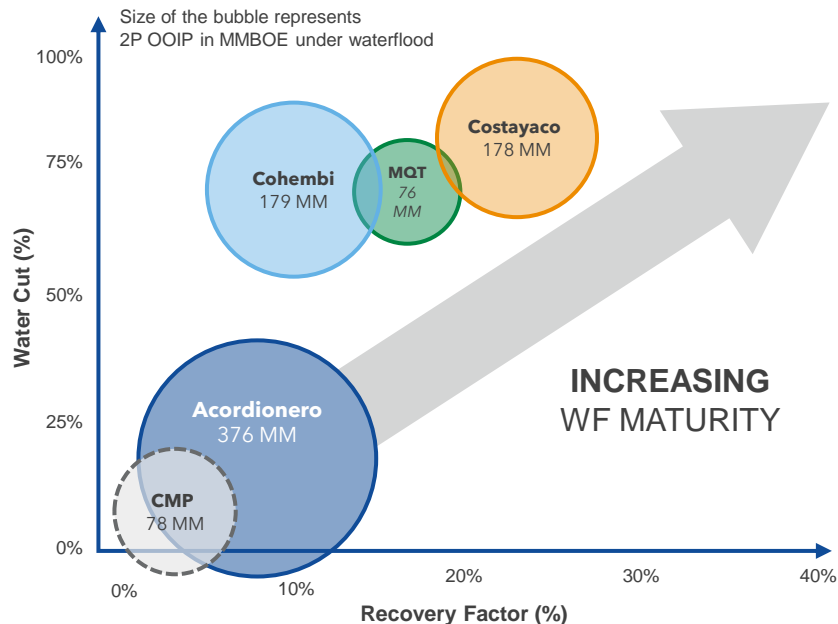 Size of the bubble represents
2P OOIP in MMBOE under waterflood
100%
75%
50%
25%
0%
Water Cut (%)
Costayaco
178 MM
Cohembi
179 MM
MQT
76
MM
Acordionero
376 MM
CMP
78 MM
INCREASING
WF MATURITY
0%
10%
20%
30%
40%
Recovery Factor (%)